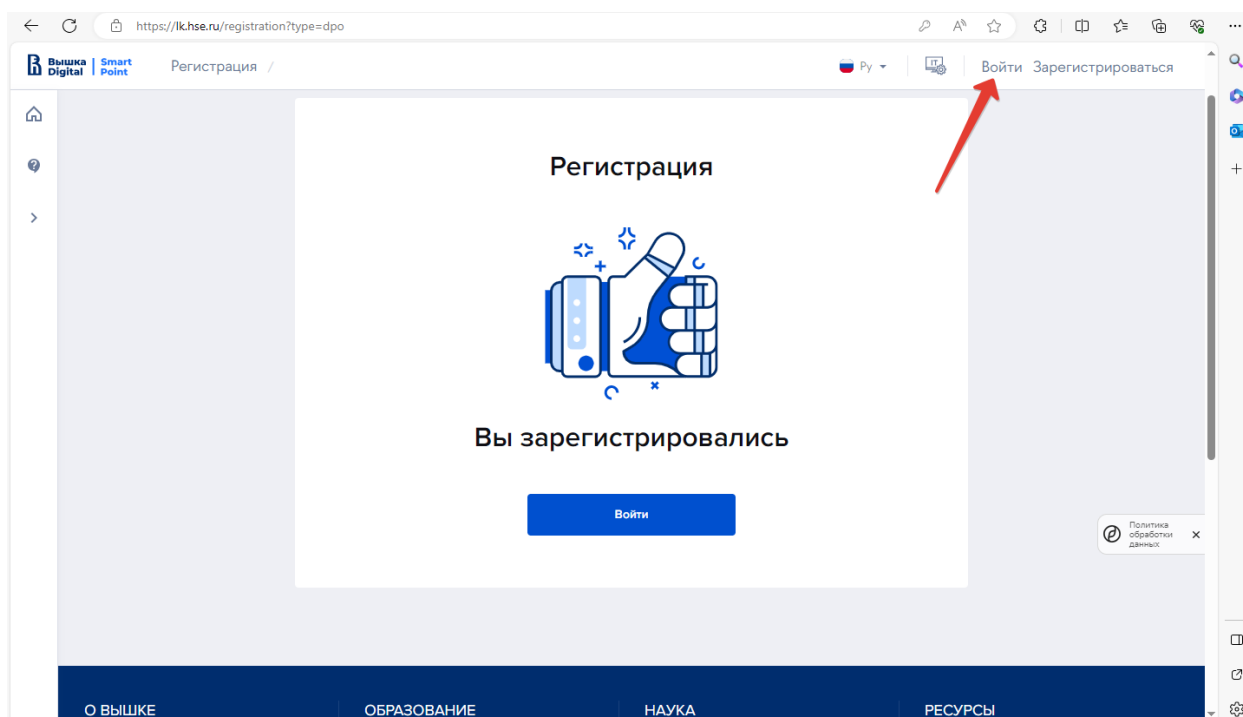 https://lk.hse.ru/registration?type=dpo
Вышка Digital | Smart Point
Регистрация /
Ру
IT
Войти
Зарегистрироваться
Регистрация
Вы зарегистрировались
Войти
Политика
обработки
данных
О ВЫШКЕ
ОБРАЗОВАНИЕ
НАУКА
РЕСУРСЫ